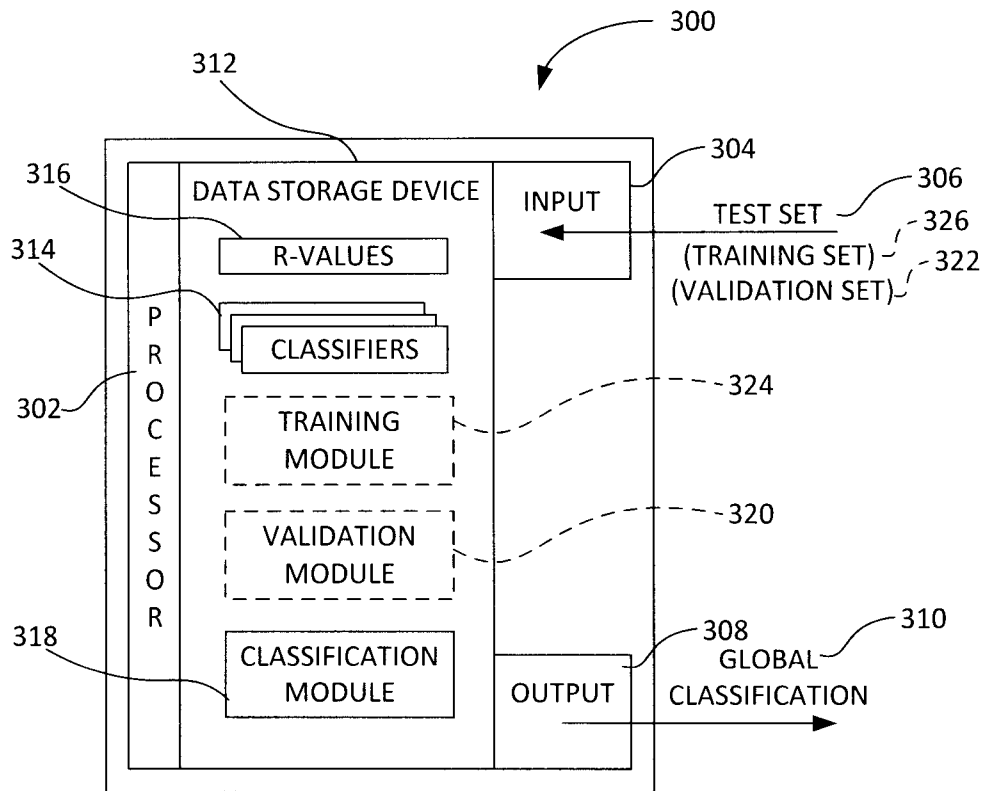 300
312
304
316
DATA STORAGE DEVICE
INPUT
306
TEST SET
326
314
R-VALUES
(TRAINING SET)
322
(VALIDATION SET)
PROCESSOR
CLASSIFIERS
302
324
TRAINING
MODULE
320
VALIDATION
MODULE
318
308
310
CLASSIFICATION
MODULE
GLOBAL
CLASSIFICATION
OUTPUT